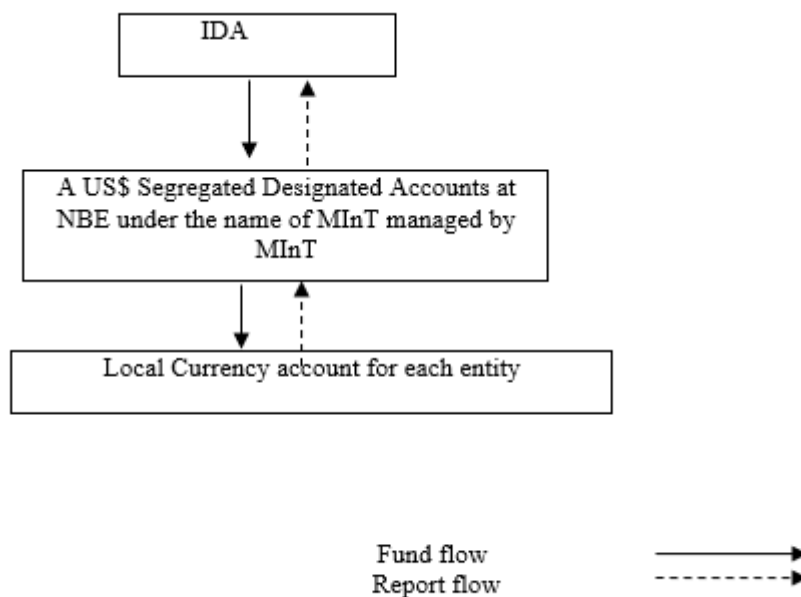 IDA
A US$ Segregated Designated Accounts at
NBE under the name of MInT managed by
MInT
Local Currency account for each entity
Fund flow
Report flow